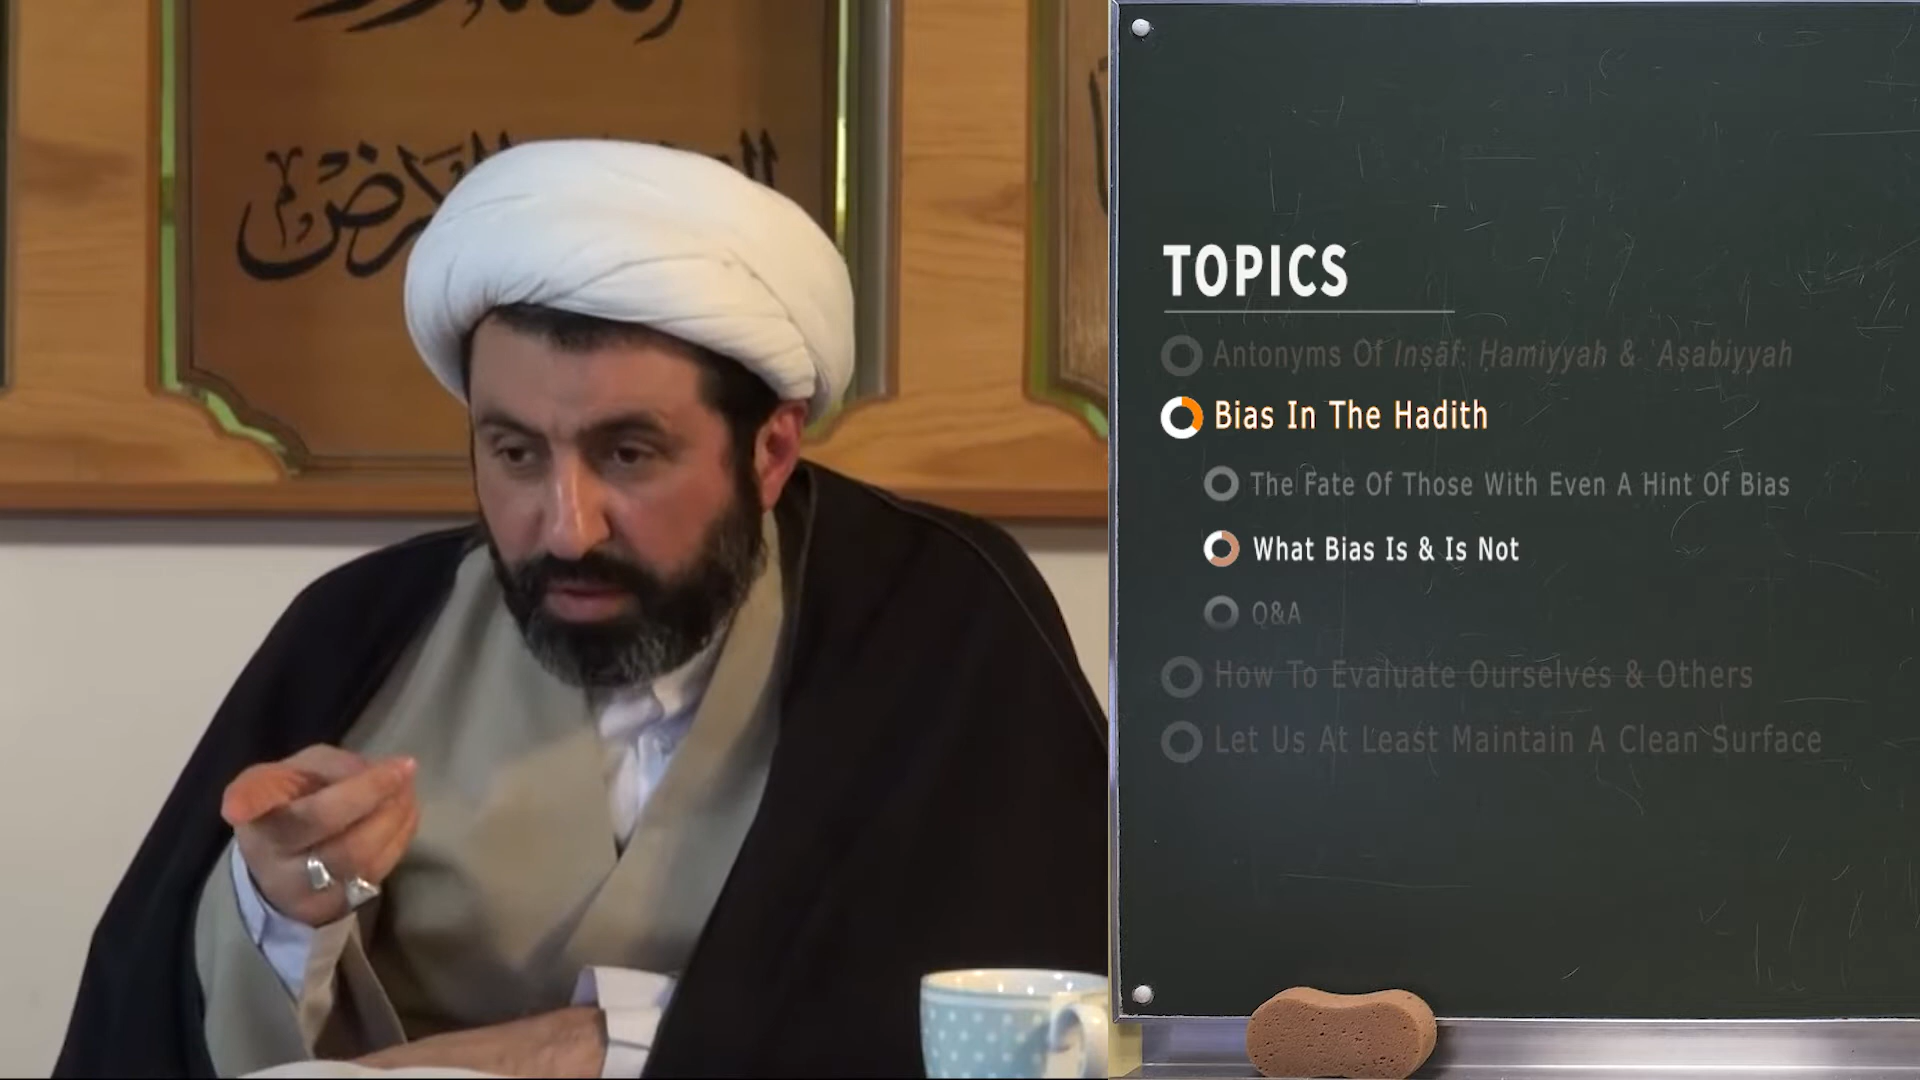 TOPICS
Antonyms Of Inṣāf: Ḥamiyyah & ʿAṣabiyyah
Bias In The Hadith
The Fate Of Those With Even A Hint Of Bias
What Bias Is & Is Not
Q&A
How To Evaluate Ourselves & Others
Let Us At Least Maintain A Clean Surface